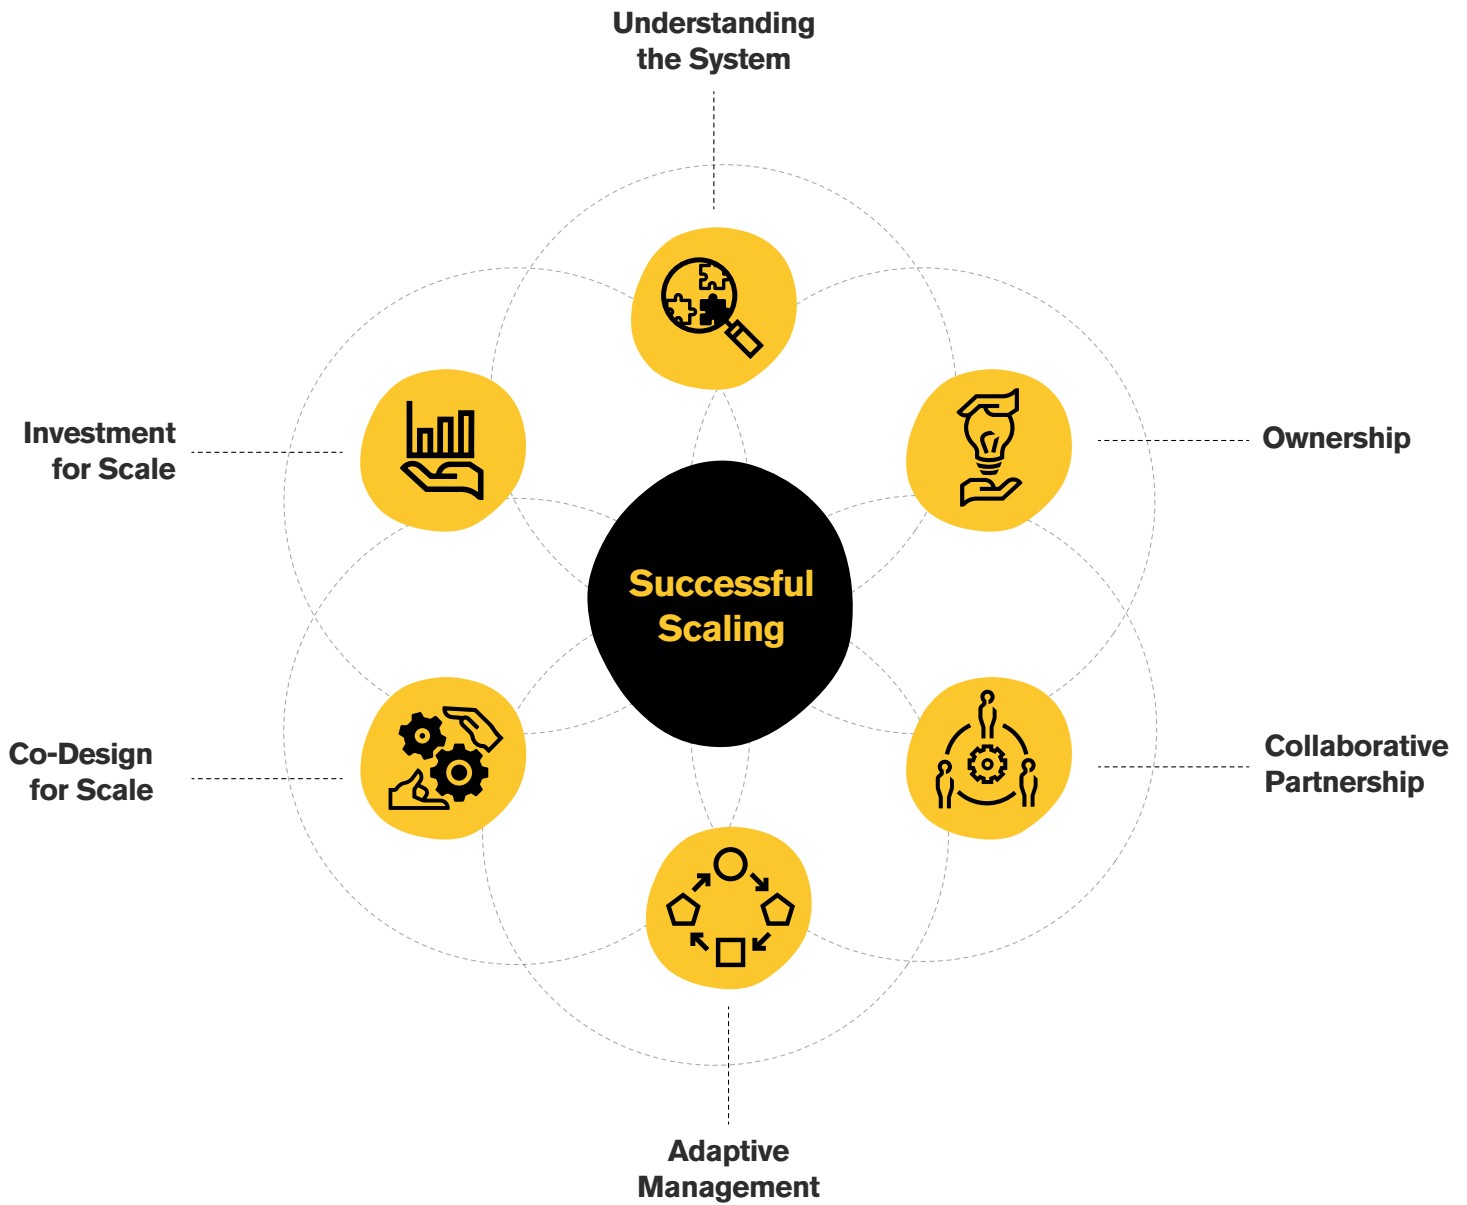 Understanding
the System
Investment
for Scale
Ownership
Successful
Scaling
Co-Design
for Scale
Collaborative
Partnership
Adaptive
Management